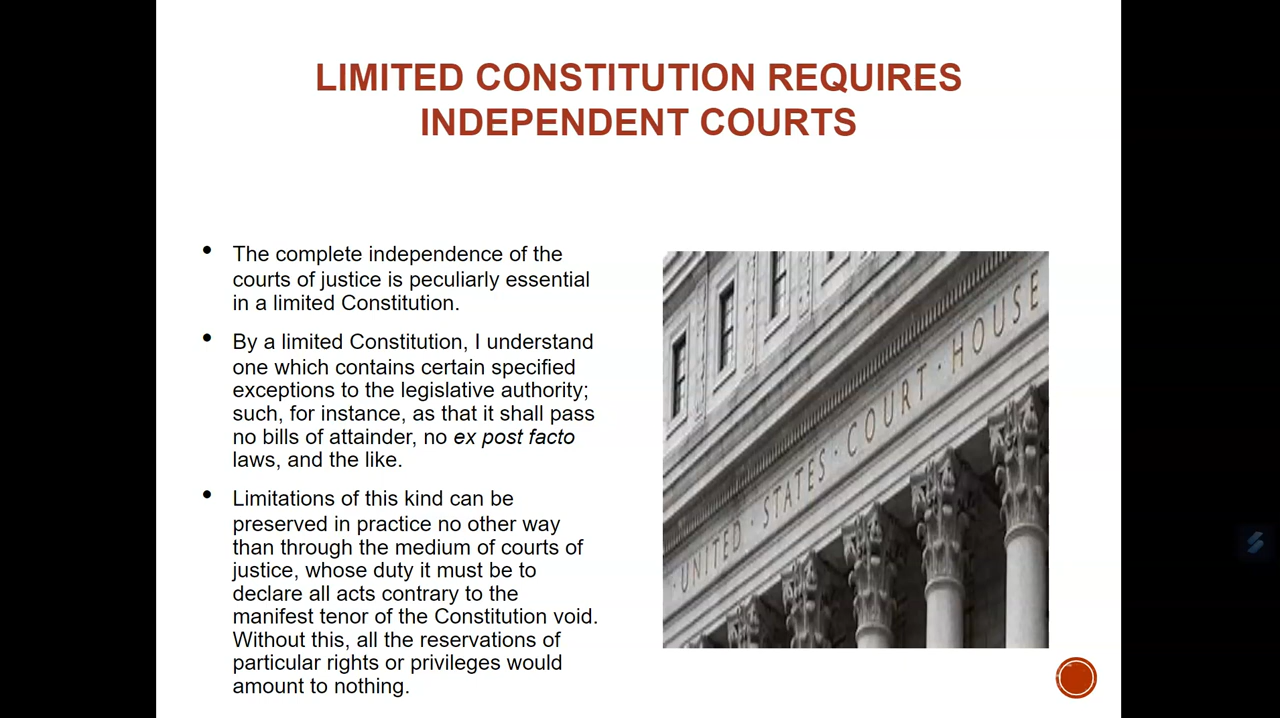 LIMITED CONSTITUTION REQUIRES
INDEPENDENT COURTS
• The complete independence of the
courts of justice is peculiarly essential
in a limited Constitution.
• By a limited Constitution, I understand
one which contains certain specified
exceptions to the legislative authority;
such, for instance, as that it shall pass
no bills of attainder, no ex post facto
laws, and the like.
• Limitations of this kind can be
preserved in practice no other way
than through the medium of courts of
justice, whose duty it must be to
declare all acts contrary to the
manifest tenor of the Constitution void.
Without this, all the reservations of
particular rights or privileges would
amount to nothing.
UNITED · STATES · COURT · HOUSE